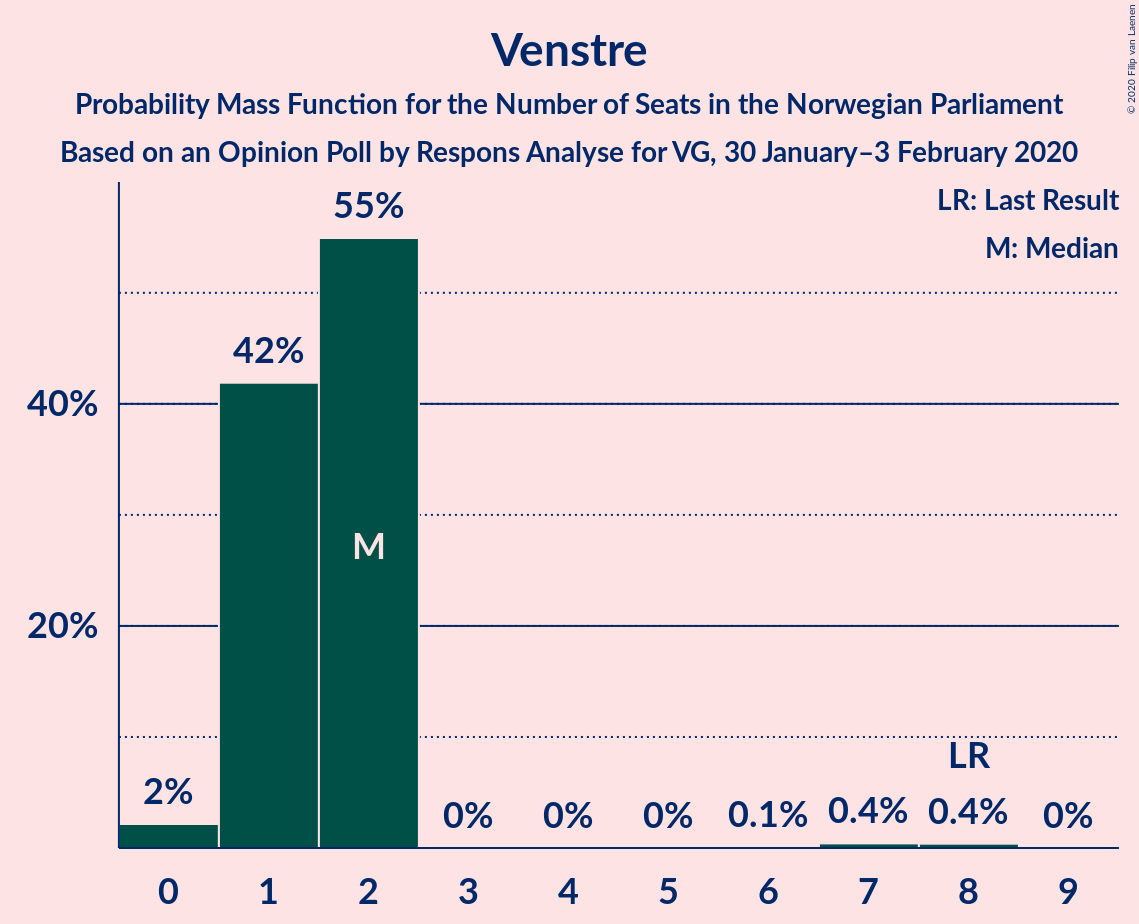 Venstre
Probability Mass Function for the Number of Seats in the Norwegian Parliament
Based on an Opinion Poll by Respons Analyse for VG, 30 January–3 February 2020
© 2020 Filip van Laenen
LR: Last Result
M: Median
55%
42%
40%
M
20%
LR
2%
0%
0%
0%
0.1%
0.4%
0.4%
0%
0 1 2 3 4 5 6 7 8 9